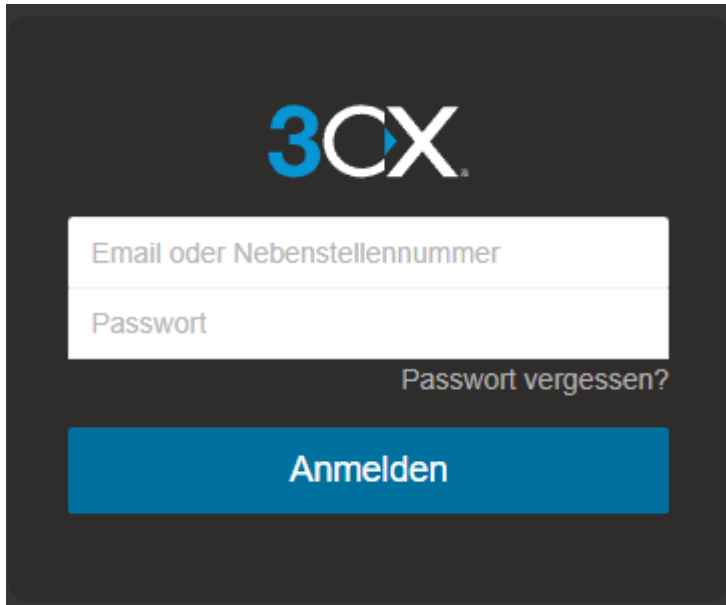 3CX
Email oder Nebenstellennummer
Passwort
Passwort vergessen?
Anmelden